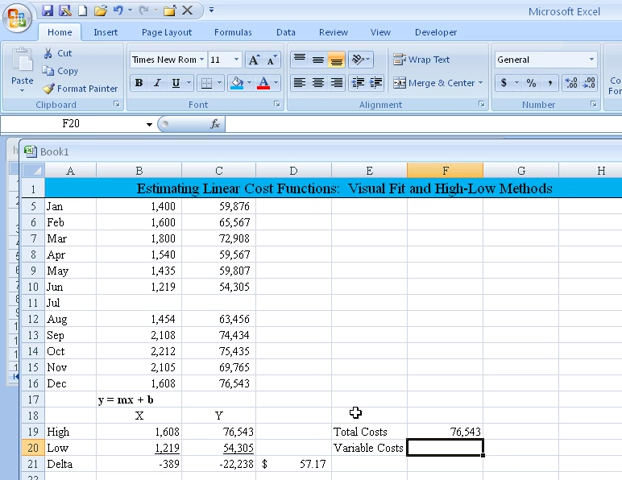 Microsoft Excel
Home Insert Page Layout Formulas Data Review View Developer
Cut
Copy
Format Painter
Paste
Clipboard
Times New Rom 11 A A
B I U A
Font
Wrap Text
Merge & Center
Alignment
General
$ % , .00 .0
Number
Co
For
F20 fx
Book1
A B C D E F G H
1 Estimating Linear Cost Functions: Visual Fit and High-Low Methods
5 Jan 1,400 59,876
6 Feb 1,600 65,567
7 Mar 1,800 72,908
8 Apr 1,540 59,567
9 May 1,435 59,807
10 Jun 1,219 54,305
11 Jul
12 Aug 1,454 63,456
13 Sep 2,108 74,434
14 Oct 2,212 75,435
15 Nov 2,105 69,765
16 Dec 1,608 76,543
17 y = mx + b
18 X Y
19 High 1,608 76,543 Total Costs 76,543
20 Low 1,219 54,305 Variable Costs
21 Delta -389 -22,238 $ 57.17